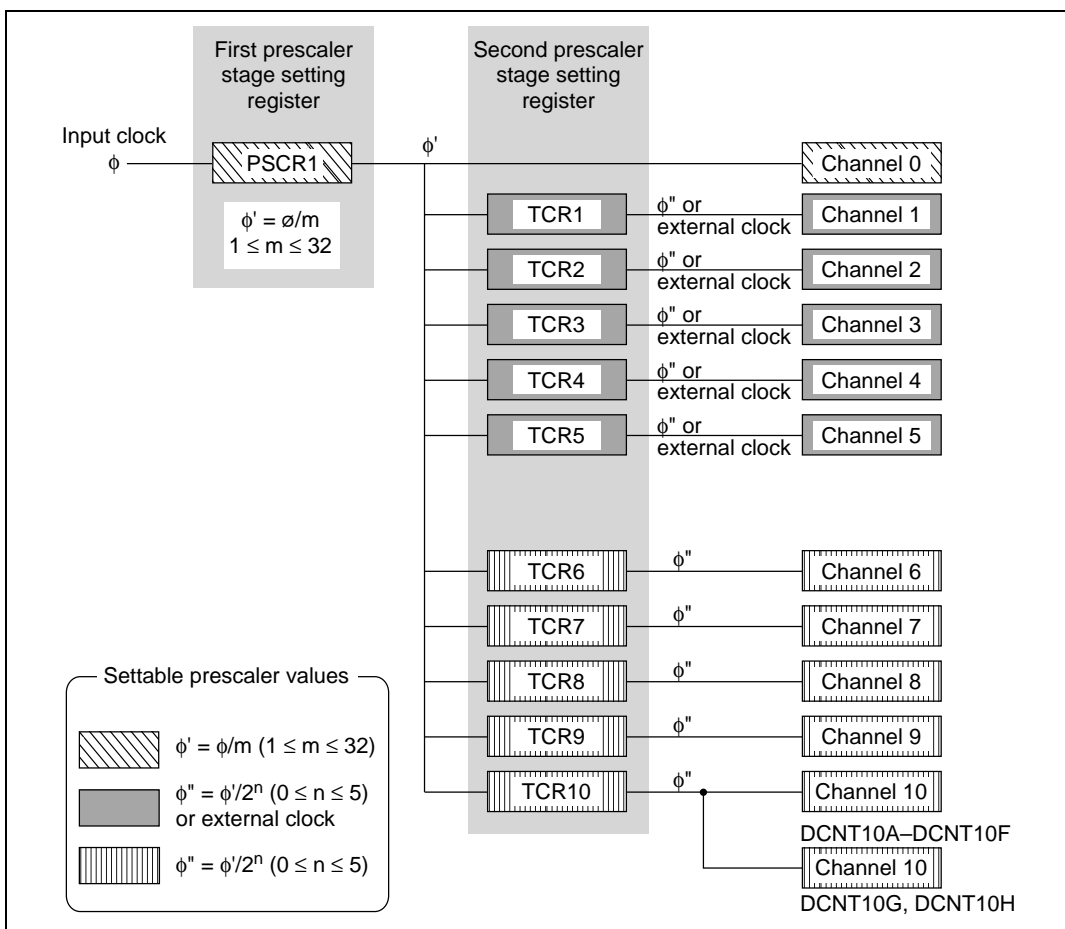 First prescaler
stage setting
register
Second prescaler
stage setting
register
Input clock
ϕ
PSCR1
ϕ'
Channel 0
ϕ' = ø/m
1 ≤ m ≤ 32
TCR1
ϕ" or
external clock
Channel 1
TCR2
ϕ" or
external clock
Channel 2
TCR3
ϕ" or
external clock
Channel 3
TCR4
ϕ" or
external clock
Channel 4
TCR5
ϕ" or
external clock
Channel 5
TCR6
ϕ"
Channel 6
TCR7
ϕ"
Channel 7
TCR8
ϕ"
Channel 8
TCR9
ϕ"
Channel 9
TCR10
ϕ"
Channel 10
DCNT10A–DCNT10F
Channel 10
DCNT10G, DCNT10H
Settable prescaler values
ϕ' = ϕ/m (1 ≤ m ≤ 32)
ϕ" = ϕ'/2ⁿ (0 ≤ n ≤ 5)
or external clock
ϕ" = ϕ'/2ⁿ (0 ≤ n ≤ 5)